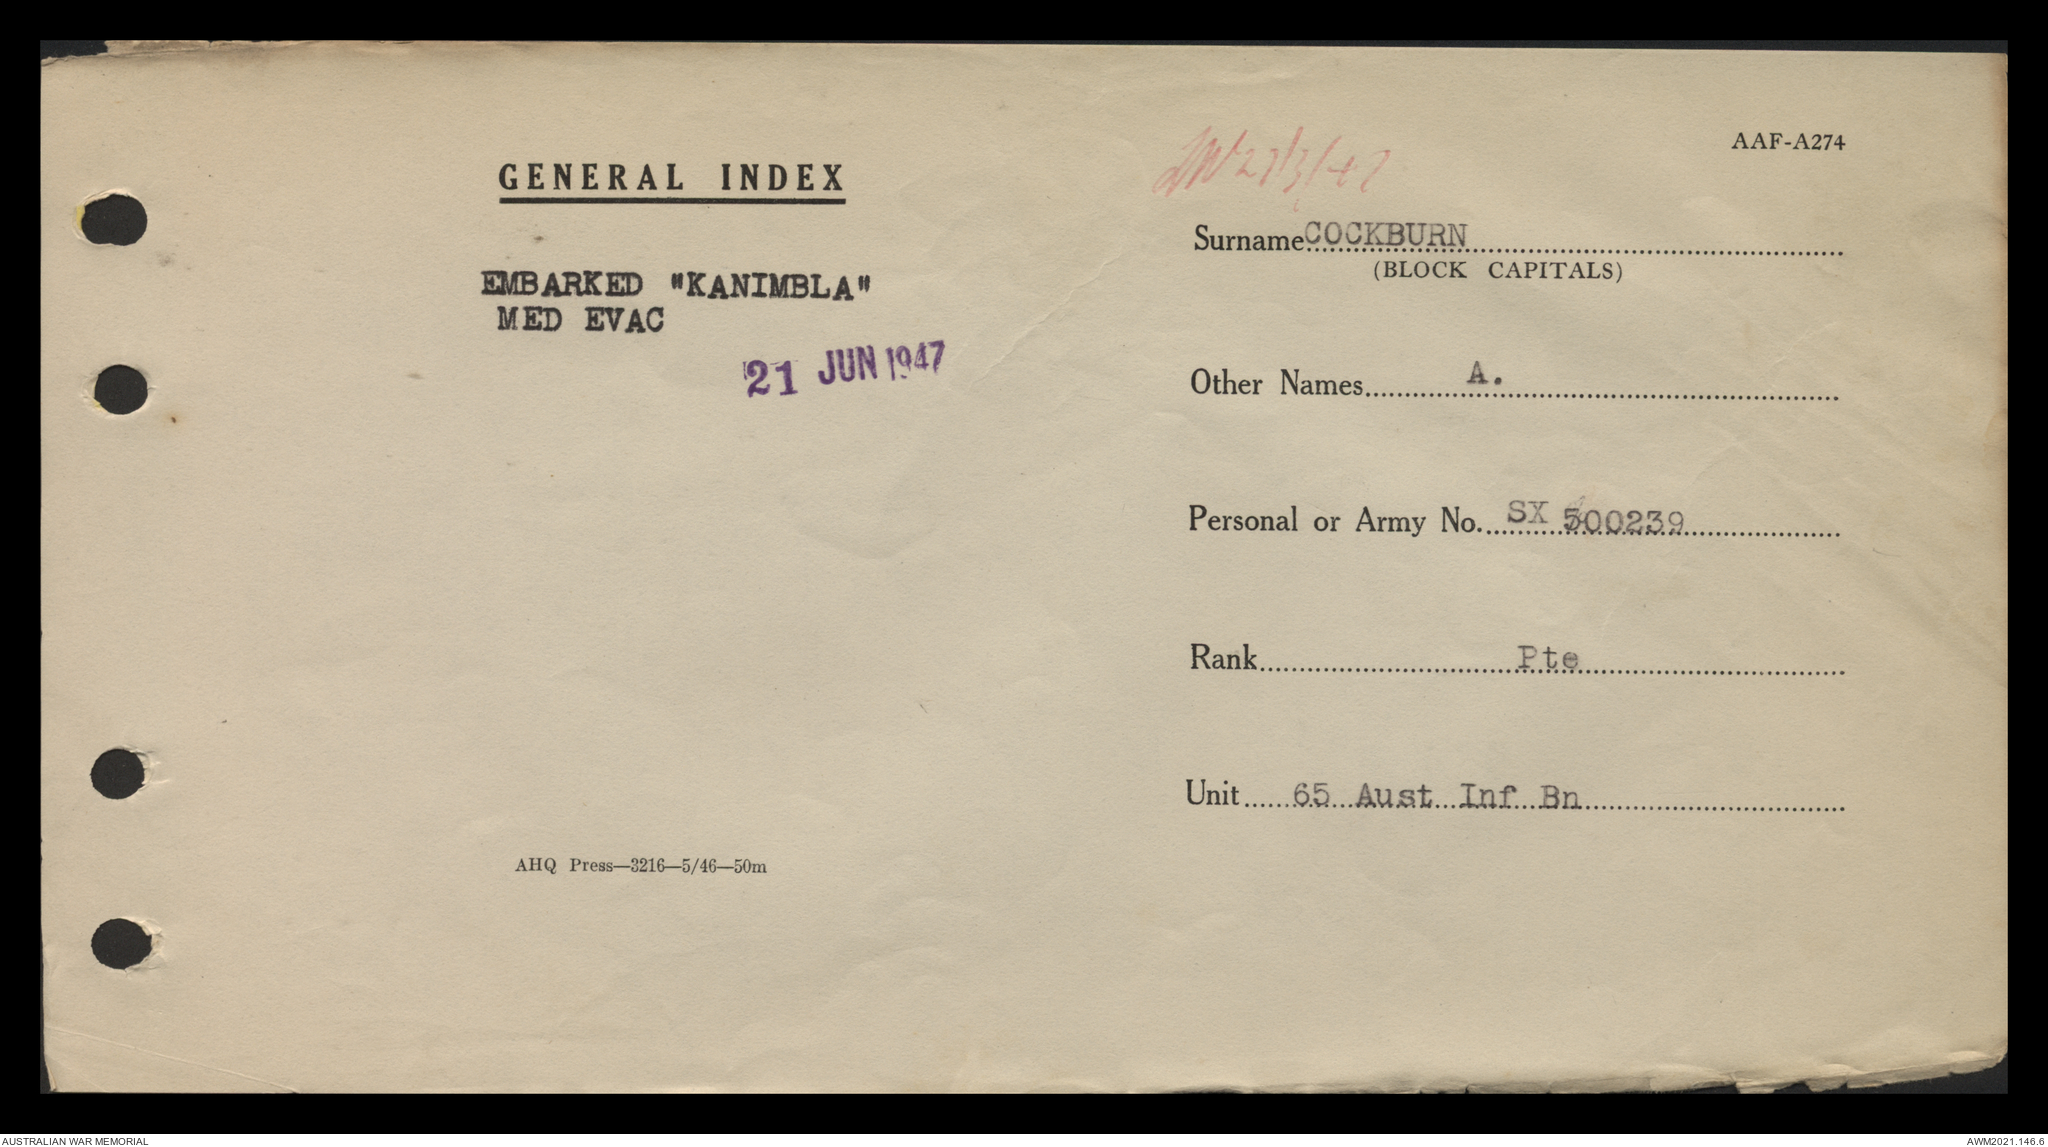 GENERAL INDEX
EMBARKED "KANIMBLA"
MED EVAC
21 JUN 1947
AHQ Press—3216—5/46—50m
AAF-A274
Surname COCKBURN
(BLOCK CAPITALS)
Other Names A.
Personal or Army No. SX 500239
Rank Pte
Unit 65 Aust Inf Bn
AUSTRALIAN WAR MEMORIAL
AWM2021.146.6